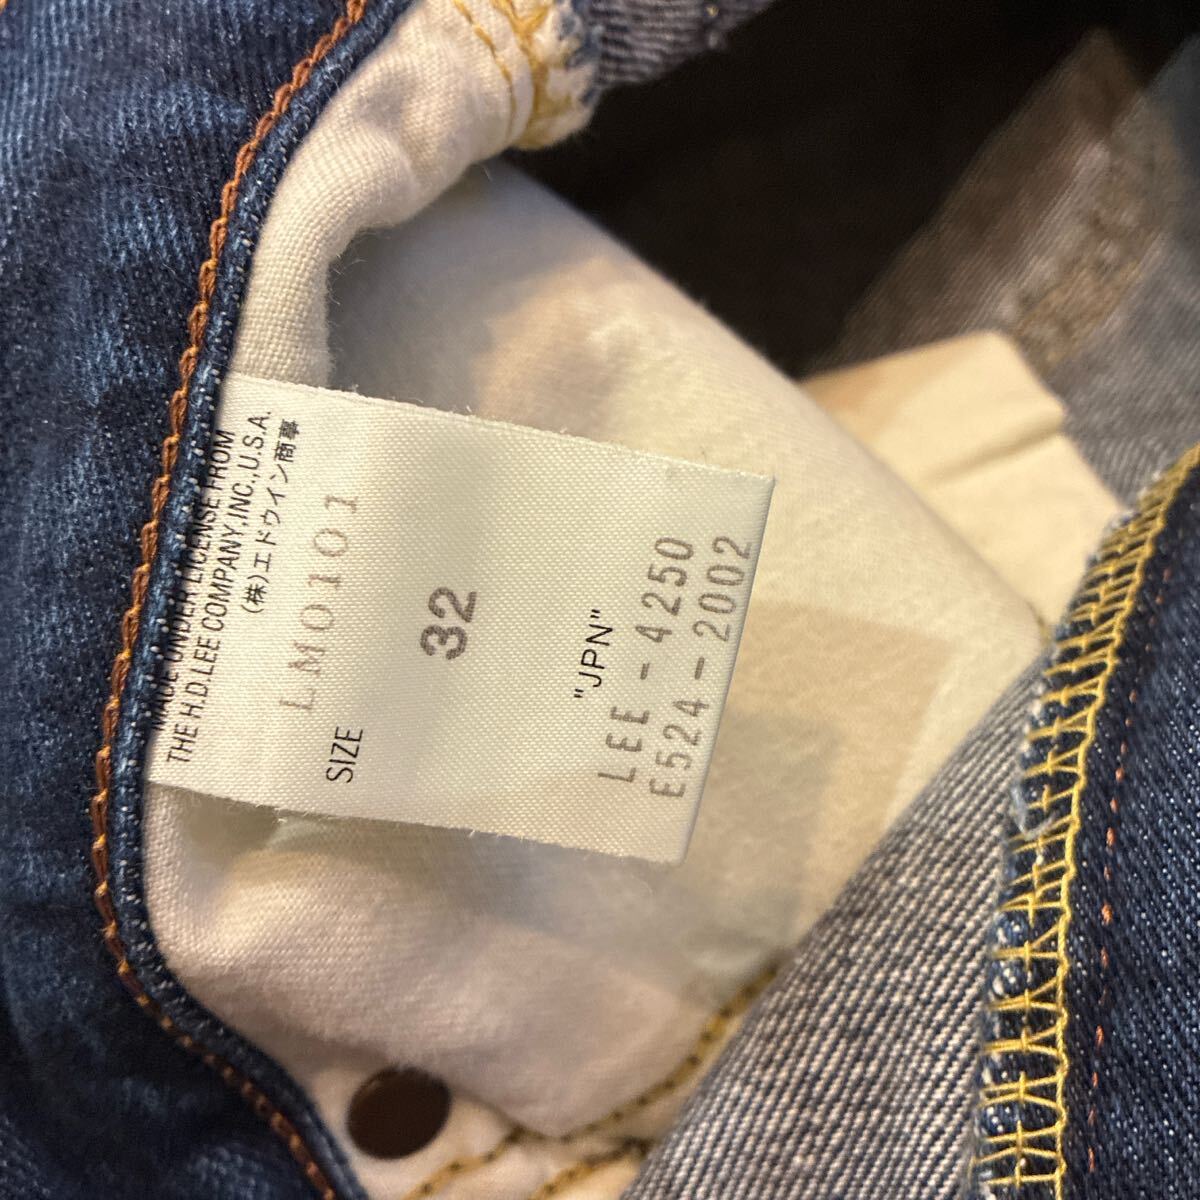 MADE UNDER LICENSE FROM
THE H.D.LEE COMPANY,INC.,U.S.A.
(株)エドウイン商事
LM0101
SIZE
32
"JPN"
LEE-4250
E524-2002